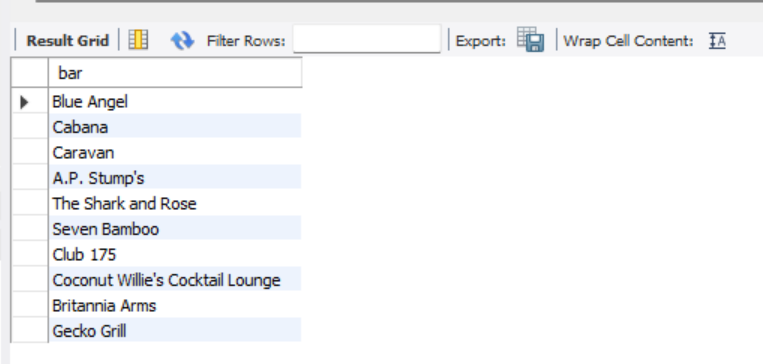 Result Grid Filter Rows: Export: Wrap Cell Content: IA
bar
Blue Angel
Cabana
Caravan
A.P. Stump's
The Shark and Rose
Seven Bamboo
Club 175
Coconut Willie's Cocktail Lounge
Britannia Arms
Gecko Grill